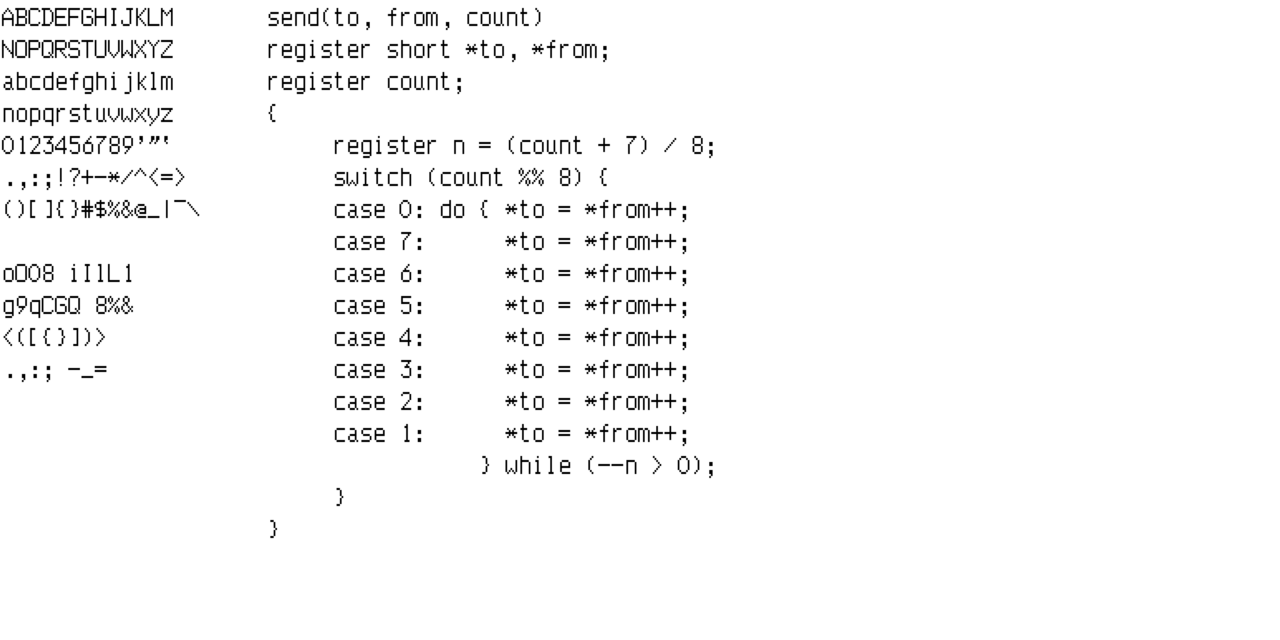 ABCDEFGHIJKLM
NOPQRSTUVWXYZ
abcdefghijklm
nopqrstuvwxyz
0123456789'"‘
.,:;!?+-*/^<=>
()[]{}#$%&@_|¯\
oO08 iIlL1
g9qCGQ 8%&
<([{}])>
.,:; -_=
send(to, from, count)
register short *to, *from;
register count;
{
register n = (count + 7) / 8;
switch (count %% 8) {
case 0: do { *to = *from++;
case 7:      *to = *from++;
case 6:      *to = *from++;
case 5:      *to = *from++;
case 4:      *to = *from++;
case 3:      *to = *from++;
case 2:      *to = *from++;
case 1:      *to = *from++;
} while (--n > 0);
}
}